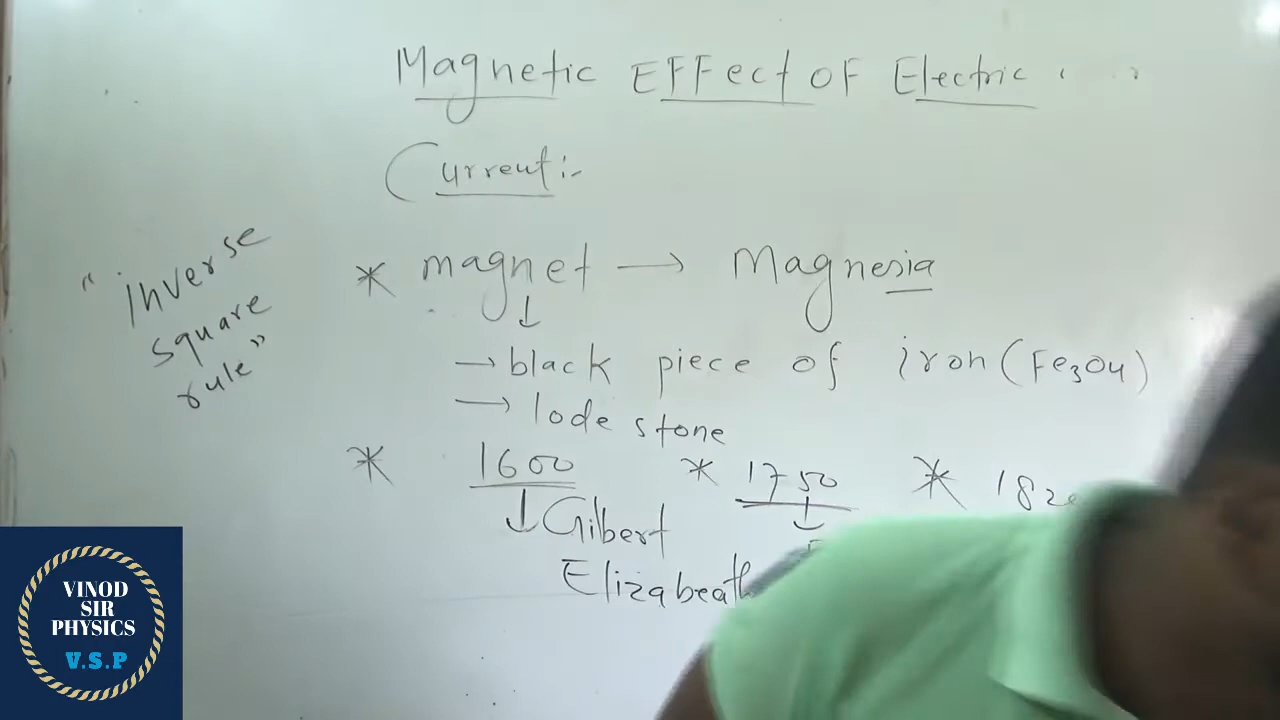 Magnetic EFFect oF Electric
Current:-
"inverse
square
rule"
* magnet → Magnesia
↓
→ black piece of iron (Fe3O4)
→ lode stone
* 1600 * 1750 *
↓ Gilbert ↓
Elizabeath
VINOD
SIR
PHYSICS
V.S.P